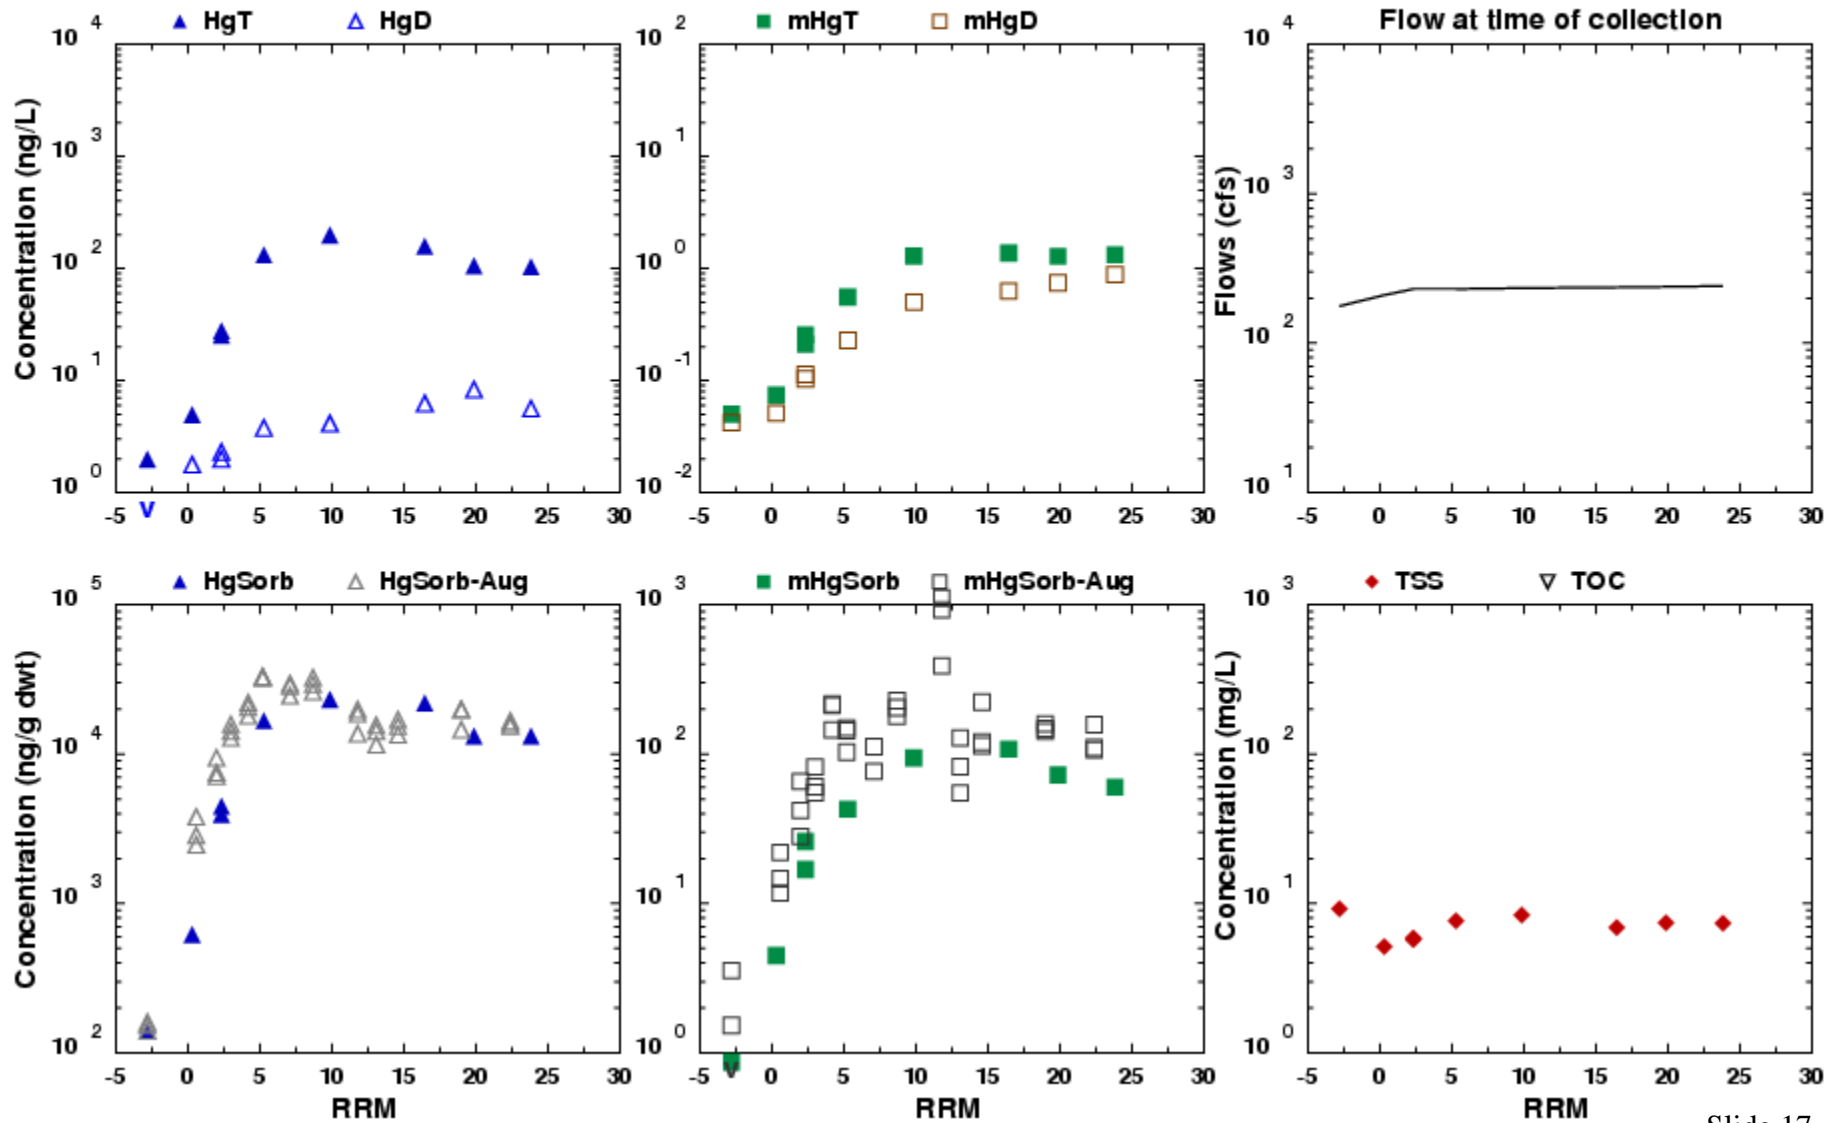 HgT HgD
mHgT mHgD
Flow at time of collection
Concentration (ng/L)
10 4
10 3
10 2
10 1
10 0
-5 0 5 10 15 20 25 30
10 2
10 1
10 0
10 -1
10 -2
-5 0 5 10 15 20 25 30
Flows (cfs)
10 4
10 3
10 2
10 1
-5 0 5 10 15 20 25 30
HgSorb HgSorb-Aug
mHgSorb mHgSorb-Aug
TSS TOC
Concentration (ng/g dwt)
10 5
10 4
10 3
10 2
-5 0 5 10 15 20 25 30
RRM
10 3
10 2
10 1
10 0
-5 0 5 10 15 20 25 30
RRM
Concentration (mg/L)
10 3
10 2
10 1
10 0
-5 0 5 10 15 20 25 30
RRM
Slide 17